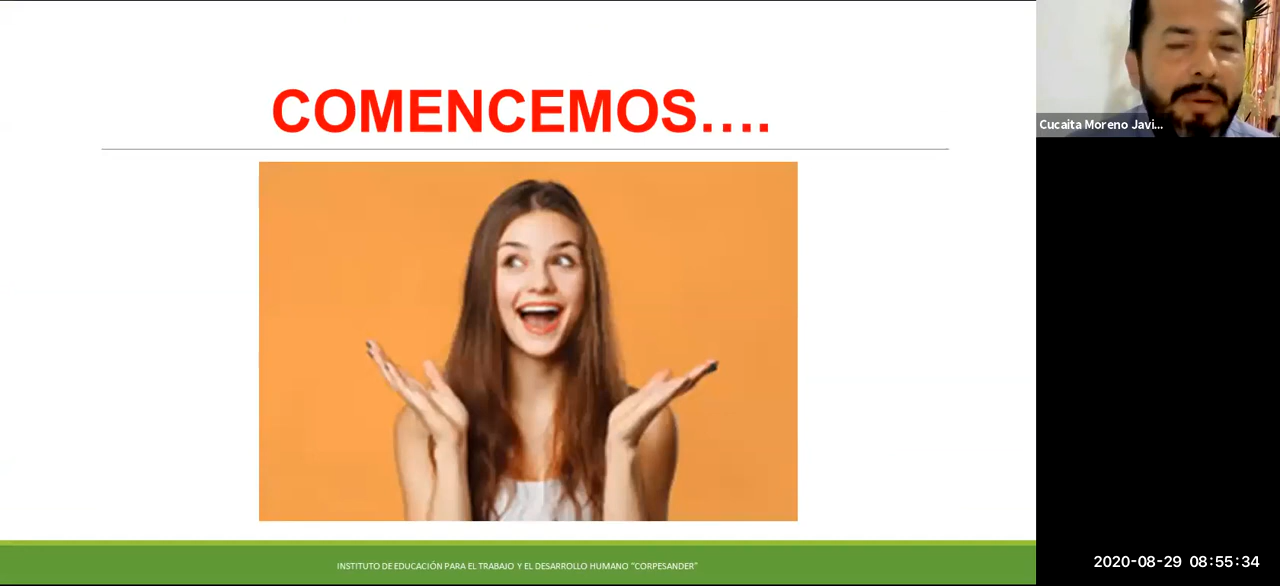 COMENCEMOS....
Cucaita Moreno Javi...
INSTITUTO DE EDUCACIÓN PARA EL TRABAJO Y EL DESARROLLO HUMANO "CORPESANDER"
2020-08-29 08:55:34